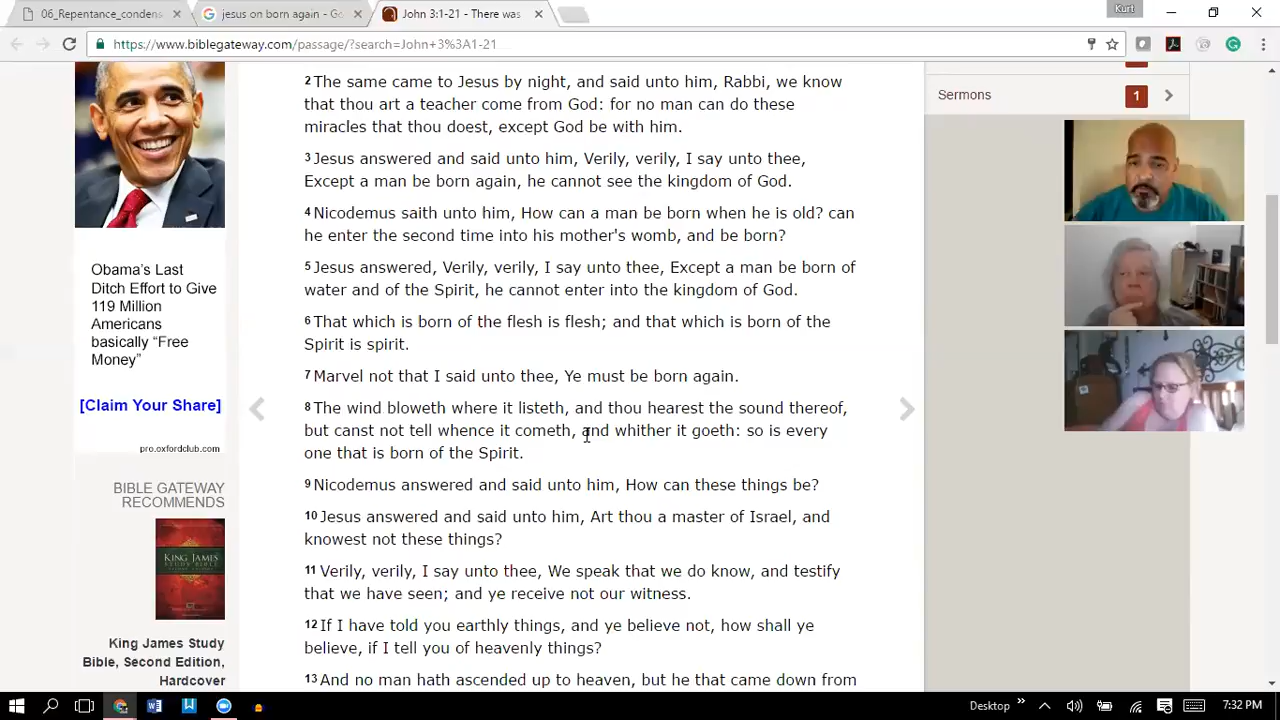 06_Repentance_condens
jesus on born again - Go
John 3:1-21 - There was
Kurt
https://www.biblegateway.com/passage/?search=John+3%3A1-21
2 The same came to Jesus by night, and said unto him, Rabbi, we know
that thou art a teacher come from God: for no man can do these
miracles that thou doest, except God be with him.
3 Jesus answered and said unto him, Verily, verily, I say unto thee,
Except a man be born again, he cannot see the kingdom of God.
4 Nicodemus saith unto him, How can a man be born when he is old? can
he enter the second time into his mother's womb, and be born?
5 Jesus answered, Verily, verily, I say unto thee, Except a man be born of
water and of the Spirit, he cannot enter into the kingdom of God.
6 That which is born of the flesh is flesh; and that which is born of the
Spirit is spirit.
7 Marvel not that I said unto thee, Ye must be born again.
8 The wind bloweth where it listeth, and thou hearest the sound thereof,
but canst not tell whence it cometh, and whither it goeth: so is every
one that is born of the Spirit.
9 Nicodemus answered and said unto him, How can these things be?
10 Jesus answered and said unto him, Art thou a master of Israel, and
knowest not these things?
11 Verily, verily, I say unto thee, We speak that we do know, and testify
that we have seen; and ye receive not our witness.
12 If I have told you earthly things, and ye believe not, how shall ye
believe, if I tell you of heavenly things?
13 And no man hath ascended up to heaven, but he that came down from
Obama's Last
Ditch Effort to Give
119 Million
Americans
basically "Free
Money"
[Claim Your Share]
pro.oxfordclub.com
BIBLE GATEWAY
RECOMMENDS
KING JAMES
STUDY BIBLE
King James Study
Bible, Second Edition,
Hardcover
Sermons
1
Desktop
7:32 PM